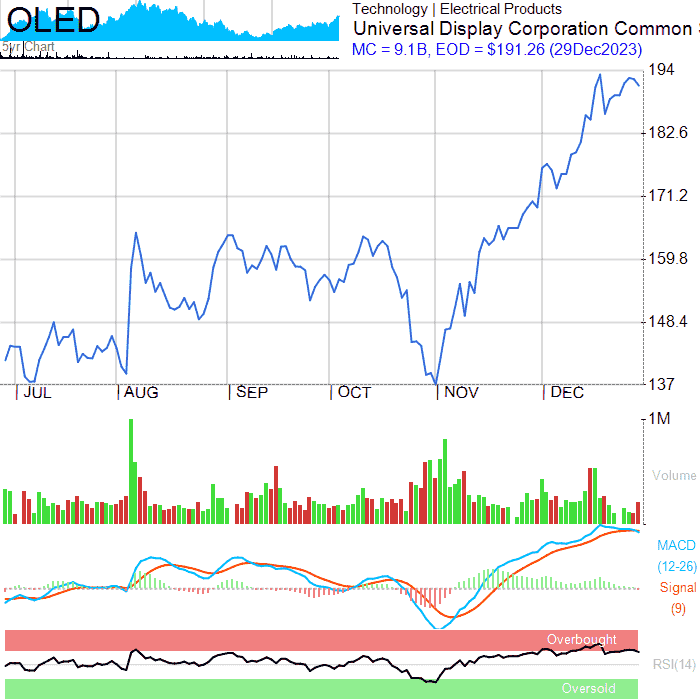 OLED
5yr Chart
Technology | Electrical Products
Universal Display Corporation Common
MC = 9.1B, EOD = $191.26 (29Dec2023)
194
182.6
171.2
159.8
148.4
137
JUL AUG SEP OCT NOV DEC
1M
Volume
MACD
(12-26)
Signal
(9)
Overbought
RSI(14)
Oversold